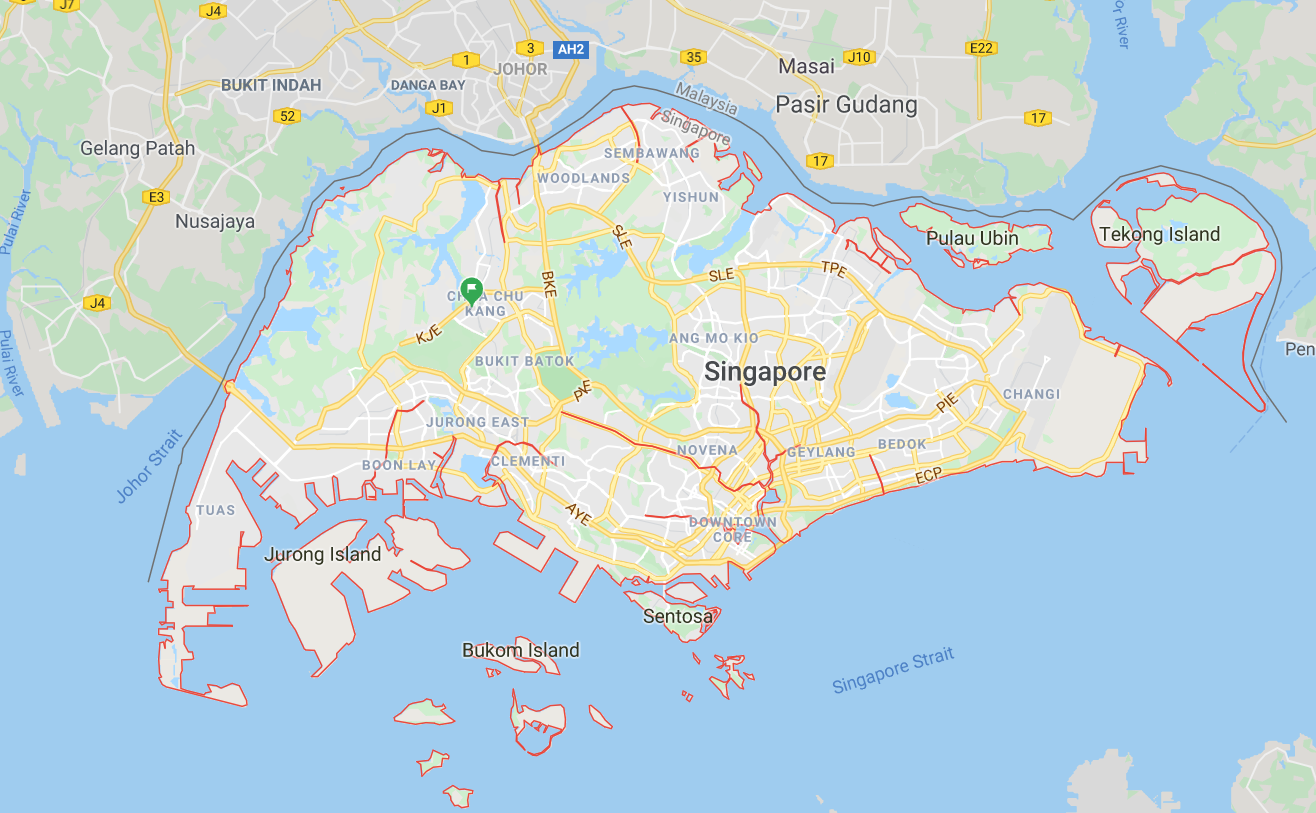 J7
J4
3
AH2
1
JOHOR
35
Masai
J10
E22
Johor River
BUKIT INDAH
DANGA BAY
J1
52
Malaysia
Singapore
Pasir Gudang
17
17
Gelang Patah
E3
Nusajaya
Pulai River
SEMBAWANG
WOODLANDS
YISHUN
SLE
Pulau Ubin
Tekong Island
SLE
TPE
BKE
J4
CHOA CHU
KANG
KJE
ANG MO KIO
Pulai River
Pen
BUKIT BATOK
Singapore
PIE
CHANGI
PIE
JURONG EAST
NOVENA
GEYLANG
BEDOK
BOON LAY
CLEMENTI
ECP
Johor Strait
TUAS
AYE
DOWNTOWN
CORE
Jurong Island
Sentosa
Bukom Island
Singapore Strait